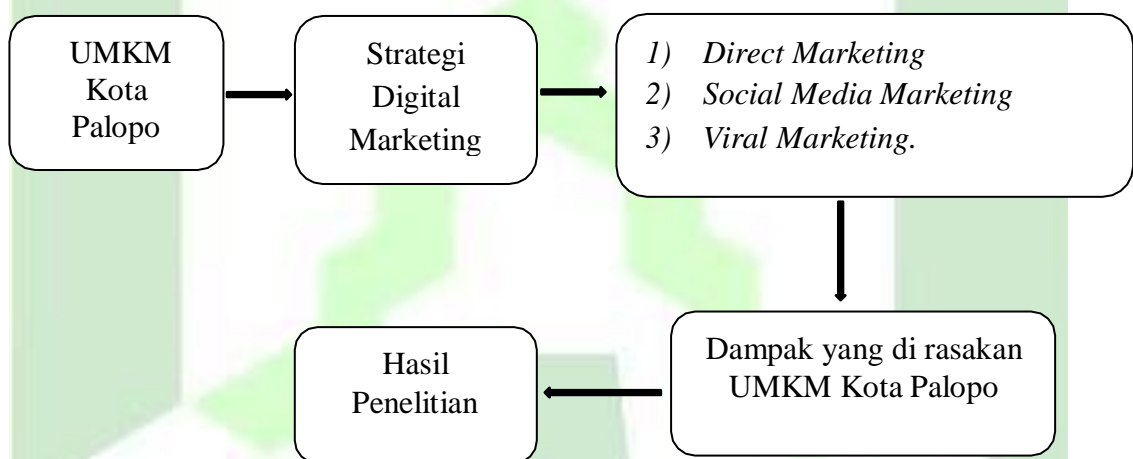 UMKM
Kota
Palopo
Strategi
Digital
Marketing
1) Direct Marketing
2) Social Media Marketing
3) Viral Marketing.
Dampak yang di rasakan
UMKM Kota Palopo
Hasil
Penelitian